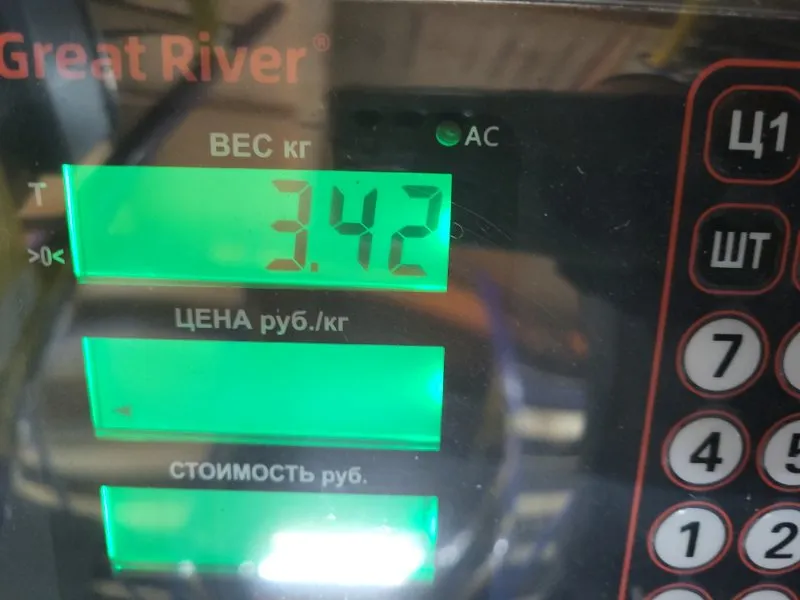 Great River®
AC
ВЕС кг
T
3.42
>0<
ЦЕНА руб./кг
СТОИМОСТЬ руб.
Ц1
ШТ
7
4
5
1
2